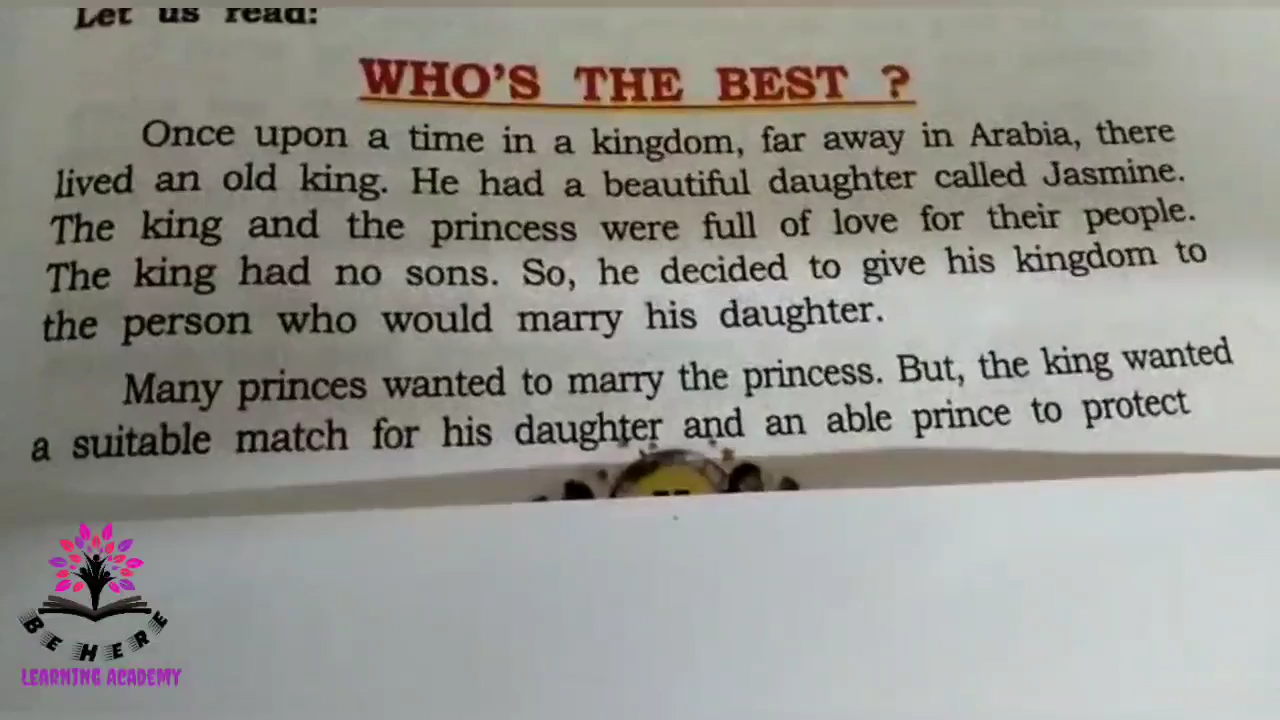 Let us read:
WHO'S THE BEST ?
Once upon a time in a kingdom, far away in Arabia, there
lived an old king. He had a beautiful daughter called Jasmine.
The king and the princess were full of love for their people.
The king had no sons. So, he decided to give his kingdom to
the person who would marry his daughter.
Many princes wanted to marry the princess. But, the king wanted
a suitable match for his daughter and an able prince to protect
BE HERE
LEARNING ACADEMY